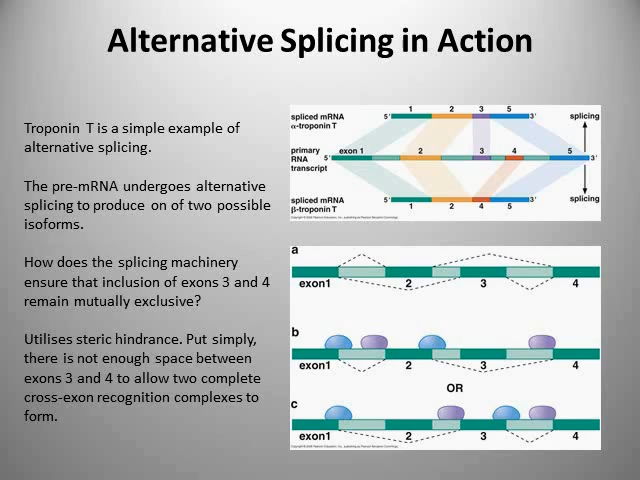 Alternative Splicing in Action
Troponin T is a simple example of
alternative splicing.
The pre-mRNA undergoes alternative
splicing to produce on of two possible
isoforms.
How does the splicing machinery
ensure that inclusion of exons 3 and 4
remain mutually exclusive?
Utilises steric hindrance. Put simply,
there is not enough space between
exons 3 and 4 to allow two complete
cross-exon recognition complexes to
form.
1 2 3 5
spliced mRNA 5' 3' splicing
α-troponin T
primary exon 1 2 3 4 5
RNA 5' 3'
transcript
spliced mRNA 5' 3' splicing
β-troponin T 1 2 4 5
a
exon1 2 3 4
b
exon1 2 3 4
OR
c
exon1 2 3 4